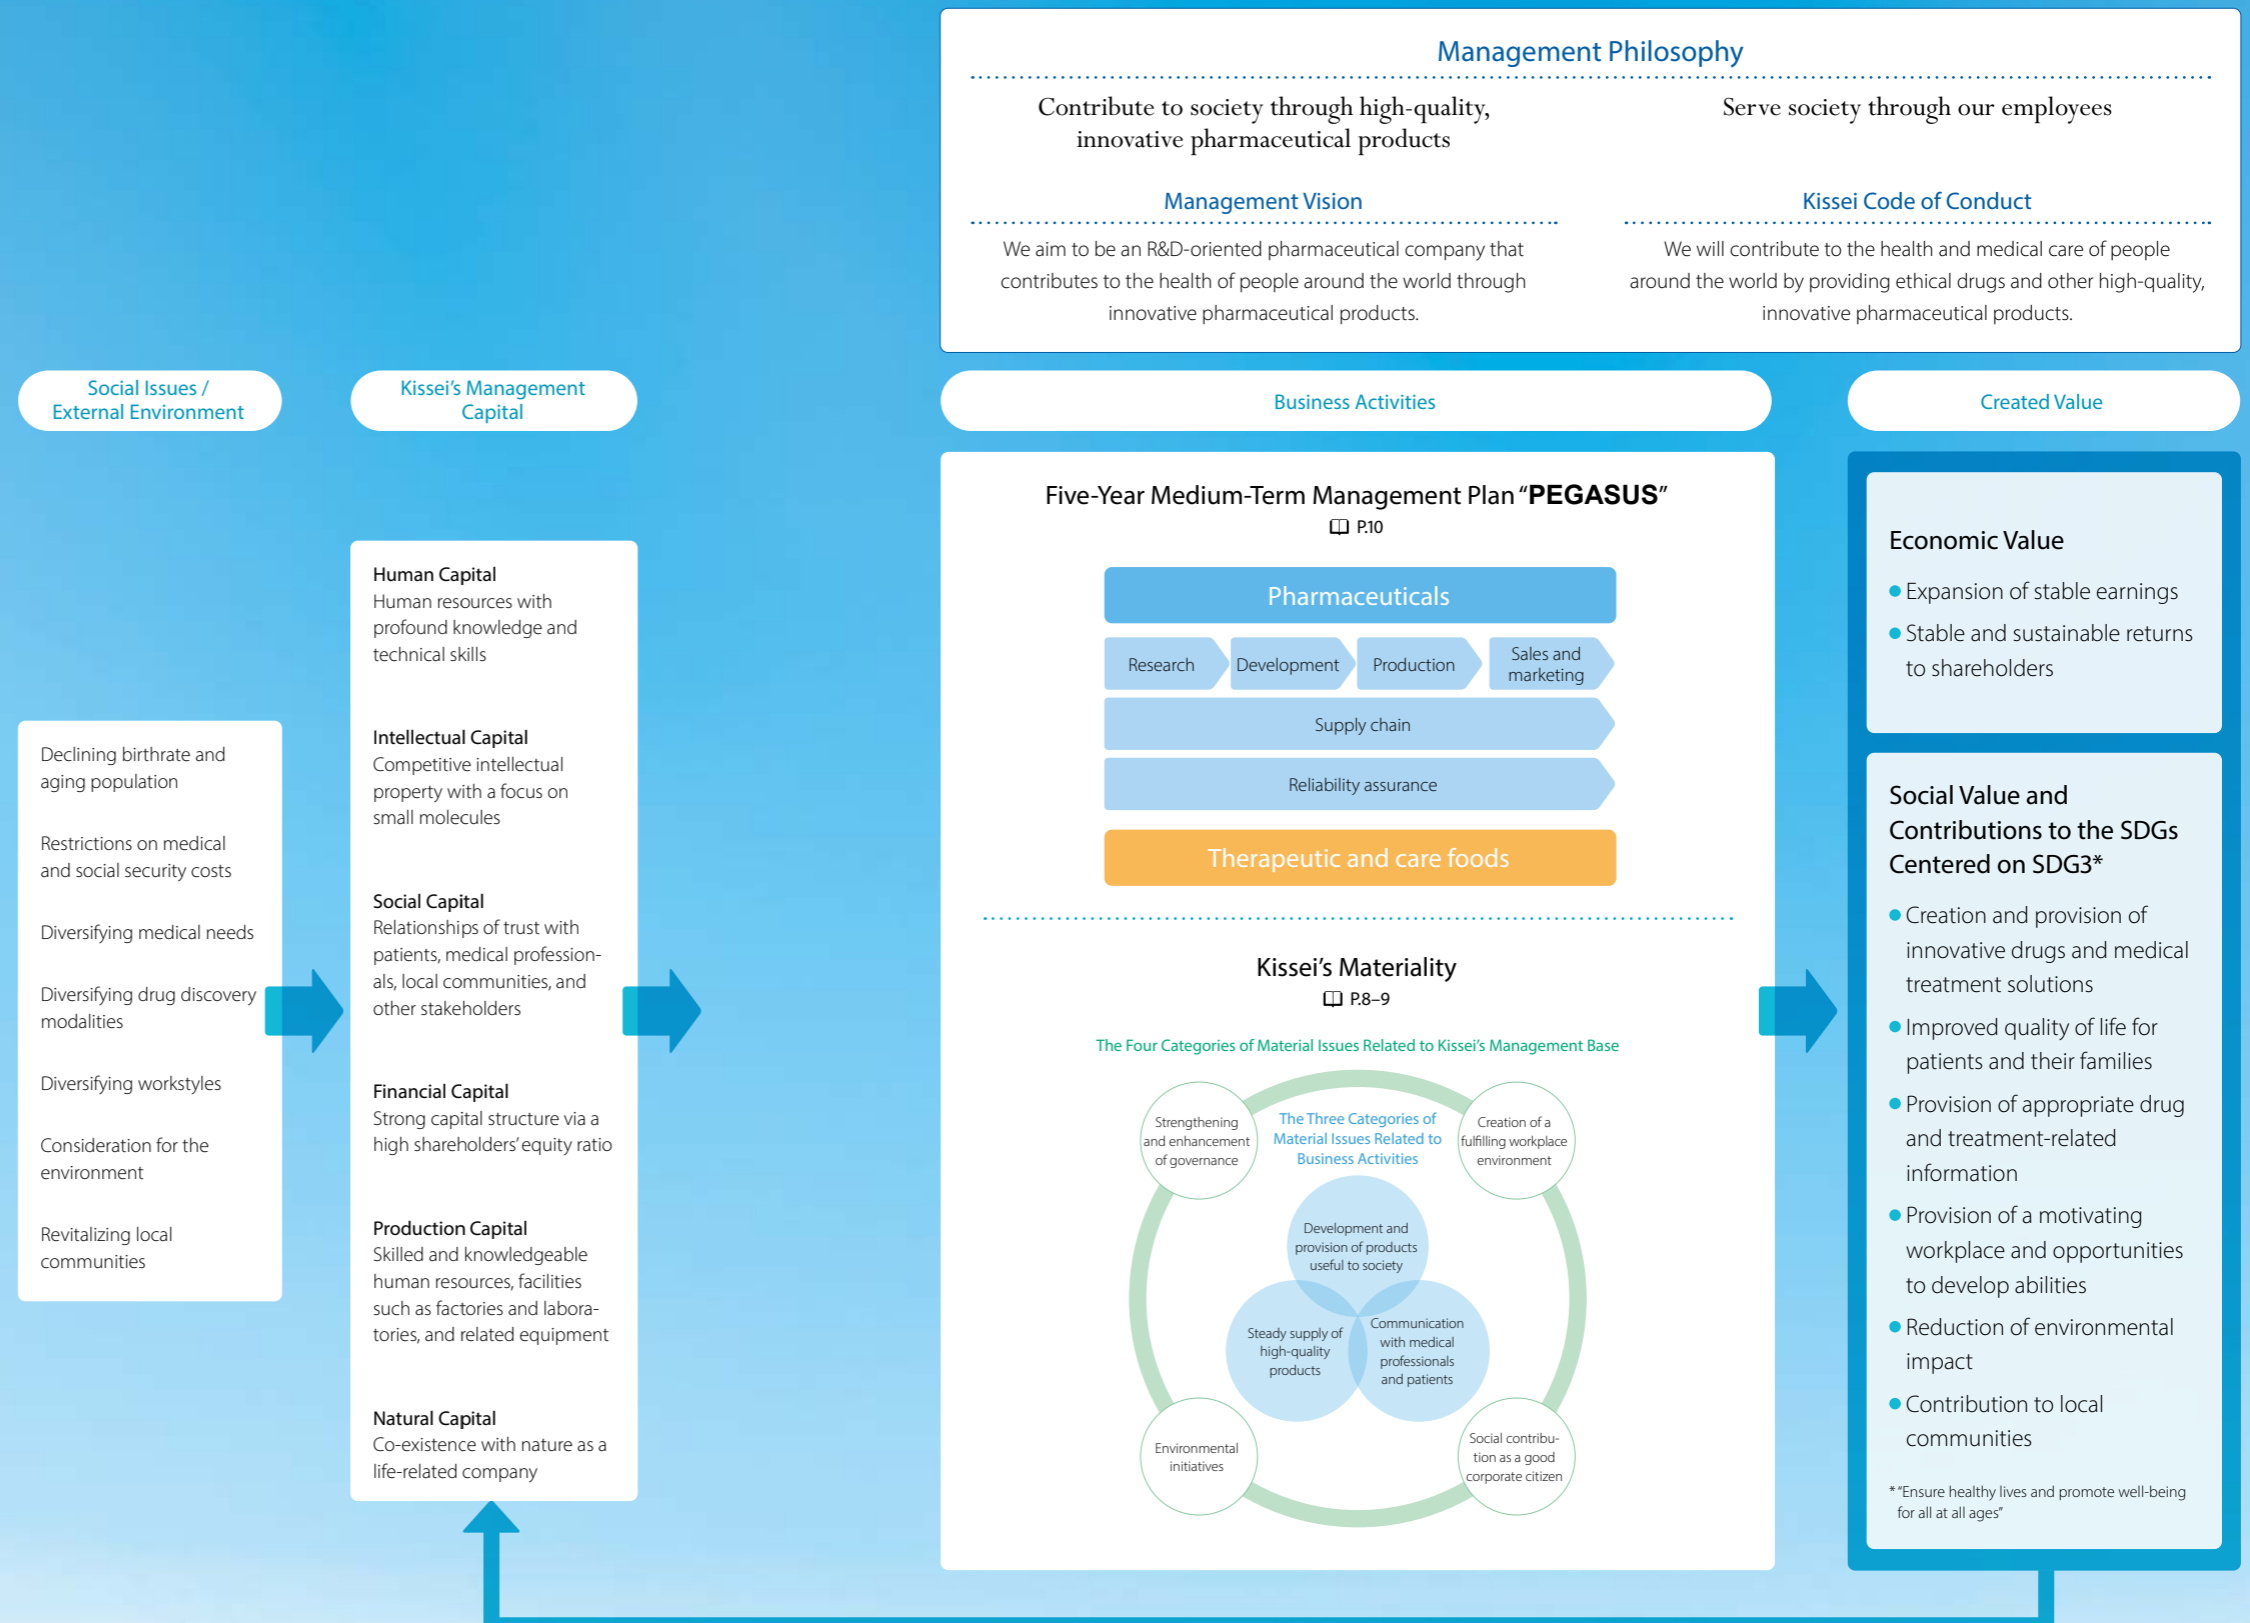 Management Philosophy
Contribute to society through high-quality,
innovative pharmaceutical products
Serve society through our employees
Management Vision
We aim to be an R&D-oriented pharmaceutical company that
contributes to the health of people around the world through
innovative pharmaceutical products.
Kissei Code of Conduct
We will contribute to the health and medical care of people
around the world by providing ethical drugs and other high-quality,
innovative pharmaceutical products.
Social Issues /
External Environment
Declining birthrate and
aging population
Restrictions on medical
and social security costs
Diversifying medical needs
Diversifying drug discovery
modalities
Diversifying workstyles
Consideration for the
environment
Revitalizing local
communities
Kissei's Management
Capital
Human Capital
Human resources with
profound knowledge and
technical skills
Intellectual Capital
Competitive intellectual
property with a focus on
small molecules
Social Capital
Relationships of trust with
patients, medical profession-
als, local communities, and
other stakeholders
Financial Capital
Strong capital structure via a
high shareholders' equity ratio
Production Capital
Skilled and knowledgeable
human resources, facilities
such as factories and labora-
tories, and related equipment
Natural Capital
Co-existence with nature as a
life-related company
Business Activities
Five-Year Medium-Term Management Plan "PEGASUS"
P.10
Pharmaceuticals
Research
Development
Production
Sales and
marketing
Supply chain
Reliability assurance
Therapeutic and care foods
Kissei's Materiality
P.8–9
The Four Categories of Material Issues Related to Kissei's Management Base
Strengthening
and enhancement
of governance
The Three Categories of
Material Issues Related to
Business Activities
Creation of a
fulfilling workplace
environment
Development and
provision of products
useful to society
Steady supply of
high-quality
products
Communication
with medical
professionals
and patients
Environmental
initiatives
Social contribu-
tion as a good
corporate citizen
Created Value
Economic Value
• Expansion of stable earnings
• Stable and sustainable returns
to shareholders
Social Value and
Contributions to the SDGs
Centered on SDG3*
• Creation and provision of
innovative drugs and medical
treatment solutions
• Improved quality of life for
patients and their families
• Provision of appropriate drug
and treatment-related
information
• Provision of a motivating
workplace and opportunities
to develop abilities
• Reduction of environmental
impact
• Contribution to local
communities
* "Ensure healthy lives and promote well-being
for all at all ages"